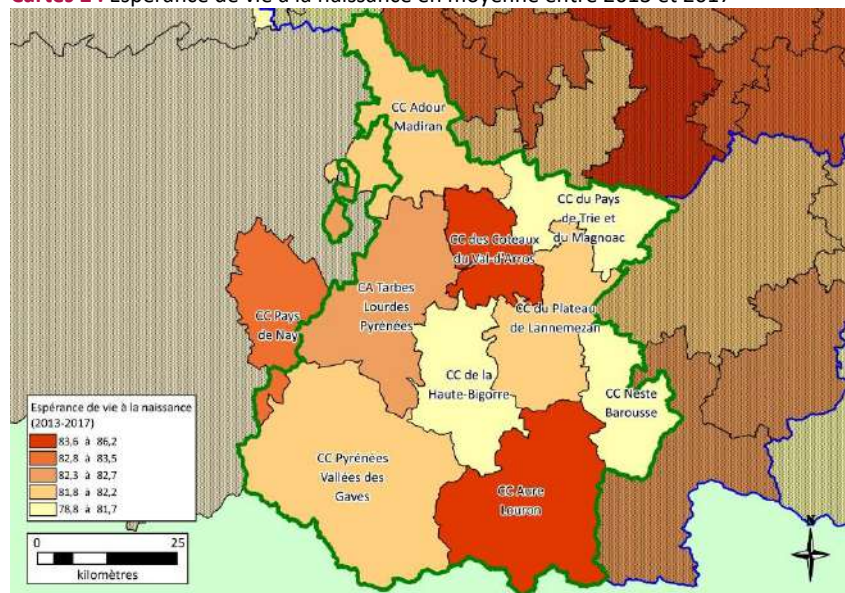 Cartes 14 Espérance de vie à la naissance en moyenne entre 2013 et 2017
CC Adour
Madiran
CC du Pays
de Trie et
du Magnoac
CC des Coteaux
du Val-d'Arros
CA Tarbes
Lourdes
Pyrénées
CC Pays
de Nay
CC du Plateau
de Lannemezan
CC de la
Haute-Bigorre
CC Neste
Barousse
CC Pyrénées
Vallées des
Gaves
CC Aure
Louron
Espérance de vie à la naissance
(2013-2017)
83,6 à 86,2
82,8 à 83,5
82,3 à 82,7
81,8 à 82,2
78,8 à 81,7
0 25
kilomètres
N